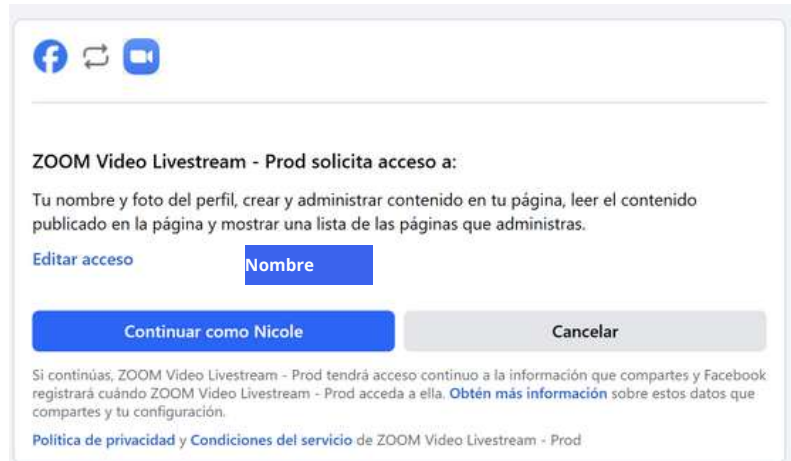 ZOOM Video Livestream - Prod solicita acceso a:
Tu nombre y foto del perfil, crear y administrar contenido en tu página, leer el contenido
publicado en la página y mostrar una lista de las páginas que administras.
Editar acceso
Nombre
Continuar como Nicole
Cancelar
Si continúas, ZOOM Video Livestream - Prod tendrá acceso continuo a la información que compartes y Facebook
registrará cuándo ZOOM Video Livestream - Prod acceda a ella. Obtén más información sobre estos datos que
compartes y tu configuración.
Política de privacidad y Condiciones del servicio de ZOOM Video Livestream - Prod